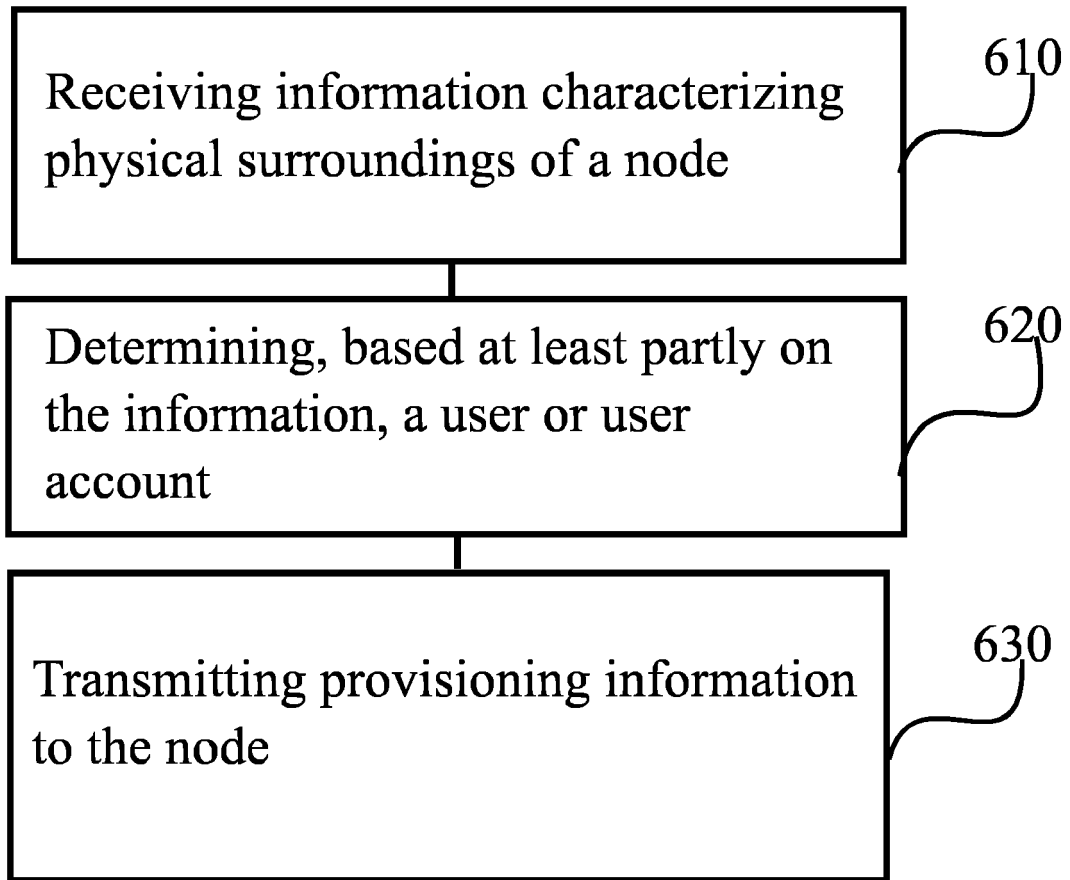 610
Receiving information characterizing
physical surroundings of a node
620
Determining, based at least partly on
the information, a user or user
account
630
Transmitting provisioning information
to the node